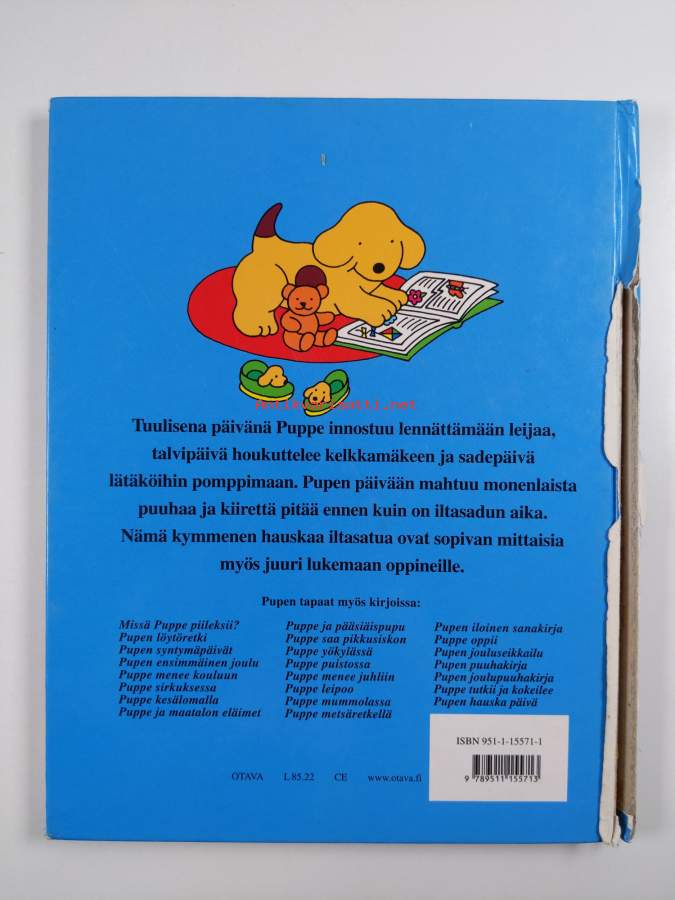 antikvariaatti.net
Tuulisena päivänä Puppe innostuu lennättämään leijaa,
talvipäivä houkuttelee kelkkamäkeen ja sadepäivä
lätäköihin pomppimaan. Pupen päivään mahtuu monenlaista
puuhaa ja kiirettä pitää ennen kuin on iltasadun aika.
Nämä kymmenen hauskaa iltasatua ovat sopivan mittaisia
myös juuri lukemaan oppineille.
Pupen tapaat myös kirjoissa:
Missä Puppe piileksii?
Pupen löytöretki
Pupen syntymäpäivät
Pupen ensimmäinen joulu
Puppe menee kouluun
Puppe sirkuksessa
Puppe kesälomalla
Puppe ja maatalon eläimet
Puppe ja pääsiäispupu
Puppe saa pikkusiskon
Puppe yökylässä
Puppe puistossa
Puppe menee juhliin
Puppe leipoo
Puppe mummolassa
Puppe metsäretkellä
Pupen iloinen sanakirja
Puppe oppii
Pupen jouluseikkailu
Pupen puuhakirja
Pupen joulupuuhakirja
Puppe tutkii ja kokeilee
Pupen hauska päivä
ISBN 951-1-15571-1
9 789511 155713
OTAVA L 85.22 CE www.otava.fi